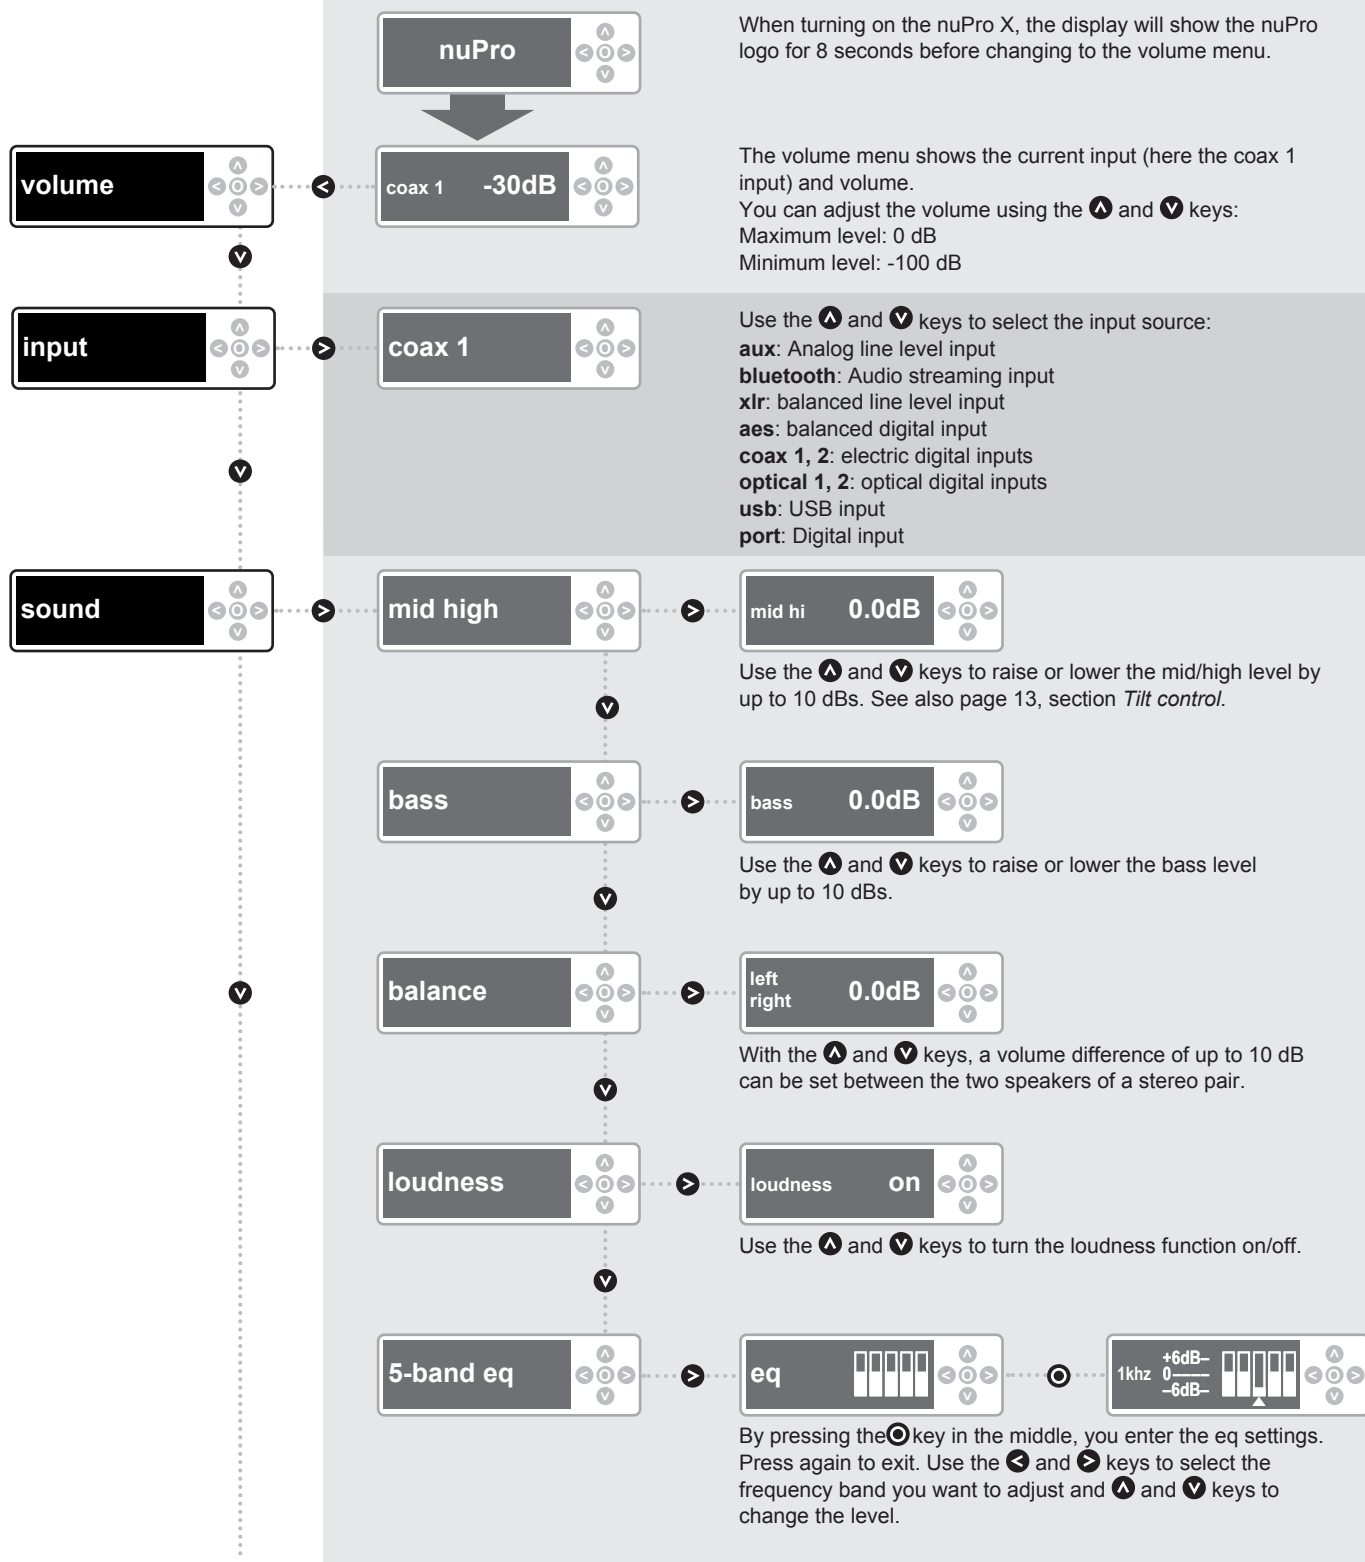 nuPro
When turning on the nuPro X, the display will show the nuPro
logo for 8 seconds before changing to the volume menu.
volume
coax 1 -30dB
The volume menu shows the current input (here the coax 1
input) and volume.
You can adjust the volume using the and keys:
Maximum level: 0 dB
Minimum level: -100 dB
input
coax 1
Use the and keys to select the input source:
aux: Analog line level input
bluetooth: Audio streaming input
xlr: balanced line level input
aes: balanced digital input
coax 1, 2: electric digital inputs
optical 1, 2: optical digital inputs
usb: USB input
port: Digital input
sound
mid high
mid hi 0.0dB
Use the and keys to raise or lower the mid/high level by
up to 10 dBs. See also page 13, section Tilt control.
bass
bass 0.0dB
Use the and keys to raise or lower the bass level
by up to 10 dBs.
balance
left
right 0.0dB
With the and keys, a volume difference of up to 10 dB
can be set between the two speakers of a stereo pair.
loudness
loudness on
Use the and keys to turn the loudness function on/off.
5-band eq
eq
+6dB–
1khz 0––––
–6dB–
By pressing the key in the middle, you enter the eq settings.
Press again to exit. Use the and keys to select the
frequency band you want to adjust and and keys to
change the level.